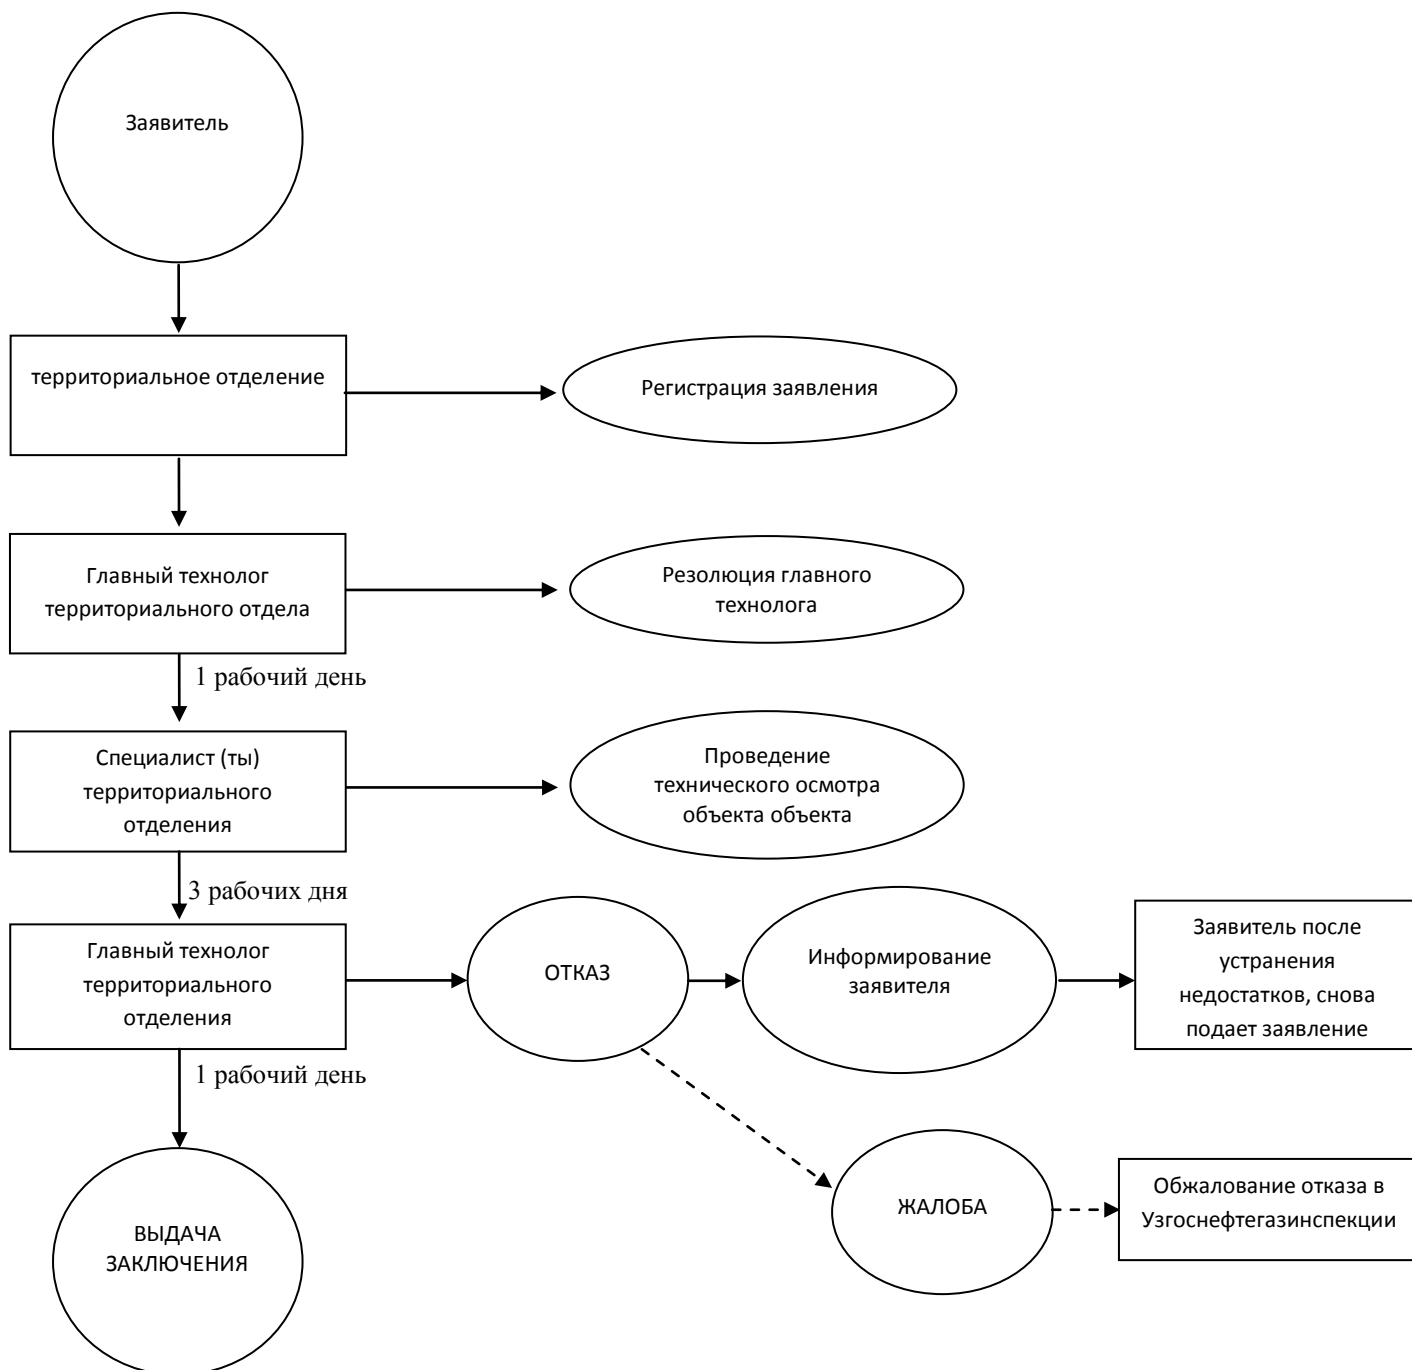 Заявитель
территориальное отделение
Регистрация заявления
Главный технолог
территориального отдела
Резолюция главного
технолога
1 рабочий день
Специалист (ты)
территориального
отделения
Проведение
технического осмотра
объекта объекта
3 рабочих дня
Главный технолог
территориального
отделения
ОТКАЗ
Информирование
заявителя
Заявитель после
устранения
недостатков, снова
подает заявление
1 рабочий день
ВЫДАЧА
ЗАКЛЮЧЕНИЯ
ЖАЛОБА
Обжалование отказа в
Узгоснефтегазинспекции